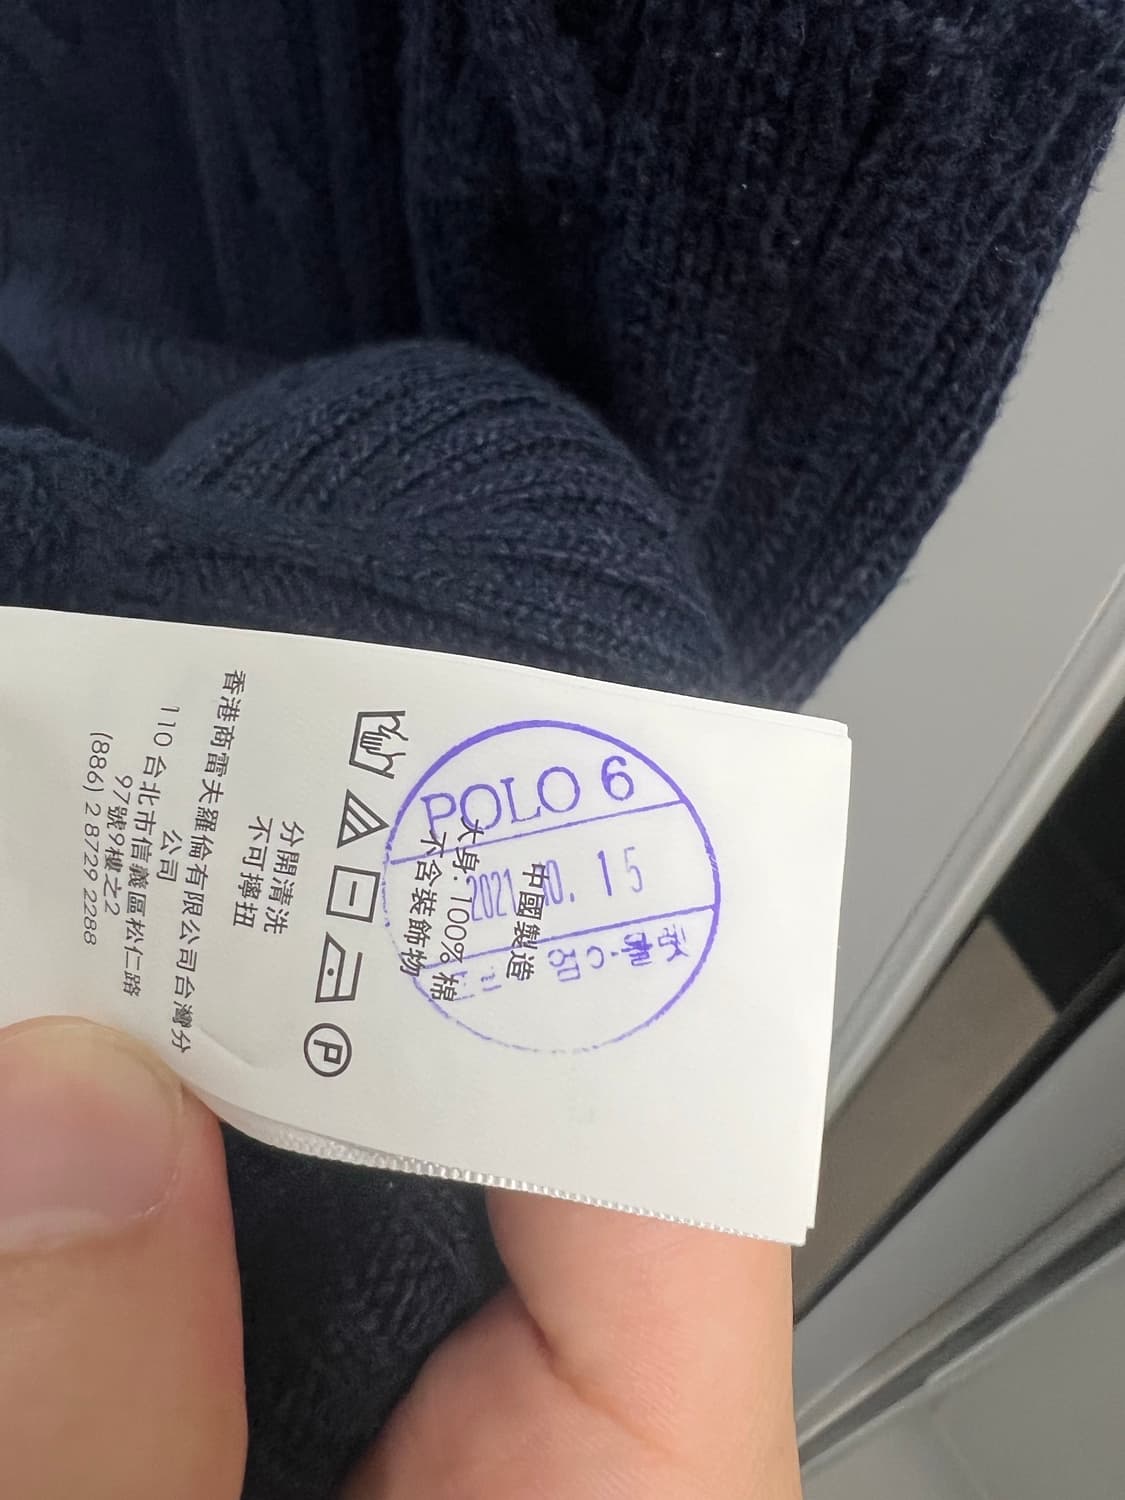 POLO 6
2021.10.15
中國製造
大身: 100% 棉
不含裝飾物
P
分開清洗
不可擰扭
香港商雷夫羅倫有限公司台灣分
公司
110 台北市信義區松仁路
97號9樓之2
(886) 2 8729 2288